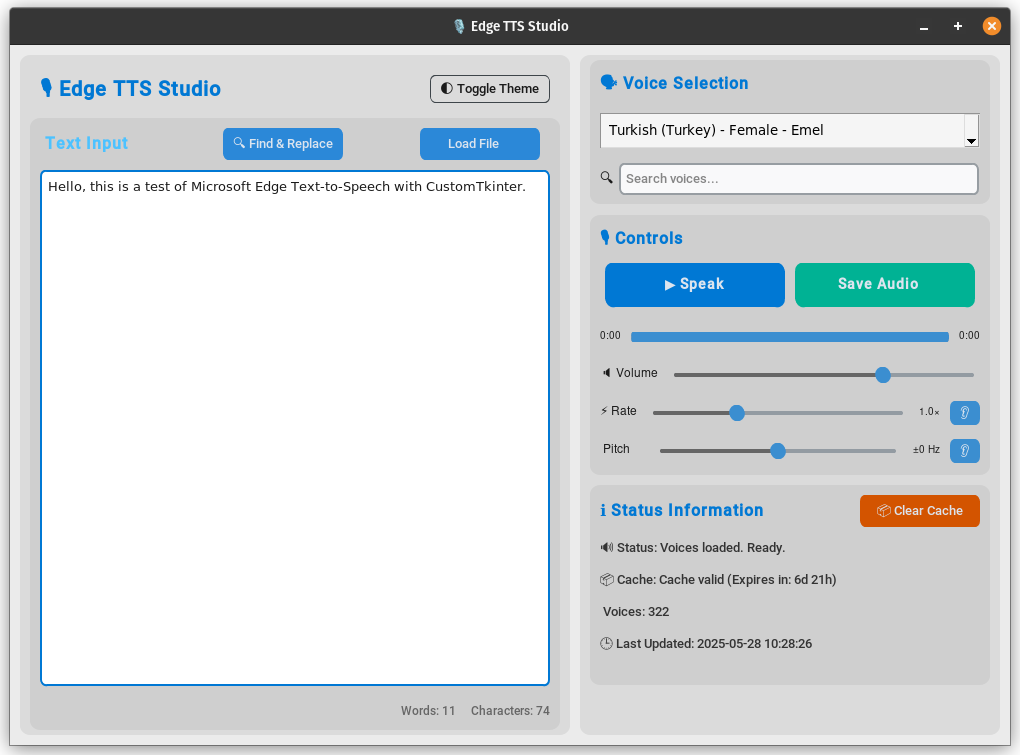 Edge TTS Studio
Edge TTS Studio
Toggle Theme
Text Input
Find & Replace
Load File
Hello, this is a test of Microsoft Edge Text-to-Speech with CustomTkinter.
Words: 11 Characters: 74
Voice Selection
Turkish (Turkey) - Female - Emel
Search voices...
Controls
▶ Speak
Save Audio
0:00 0:00
Volume
⚡ Rate 1.0×
Pitch ±0 Hz
ℹ Status Information
Clear Cache
Status: Voices loaded. Ready.
Cache: Cache valid (Expires in: 6d 21h)
Voices: 322
Last Updated: 2025-05-28 10:28:26